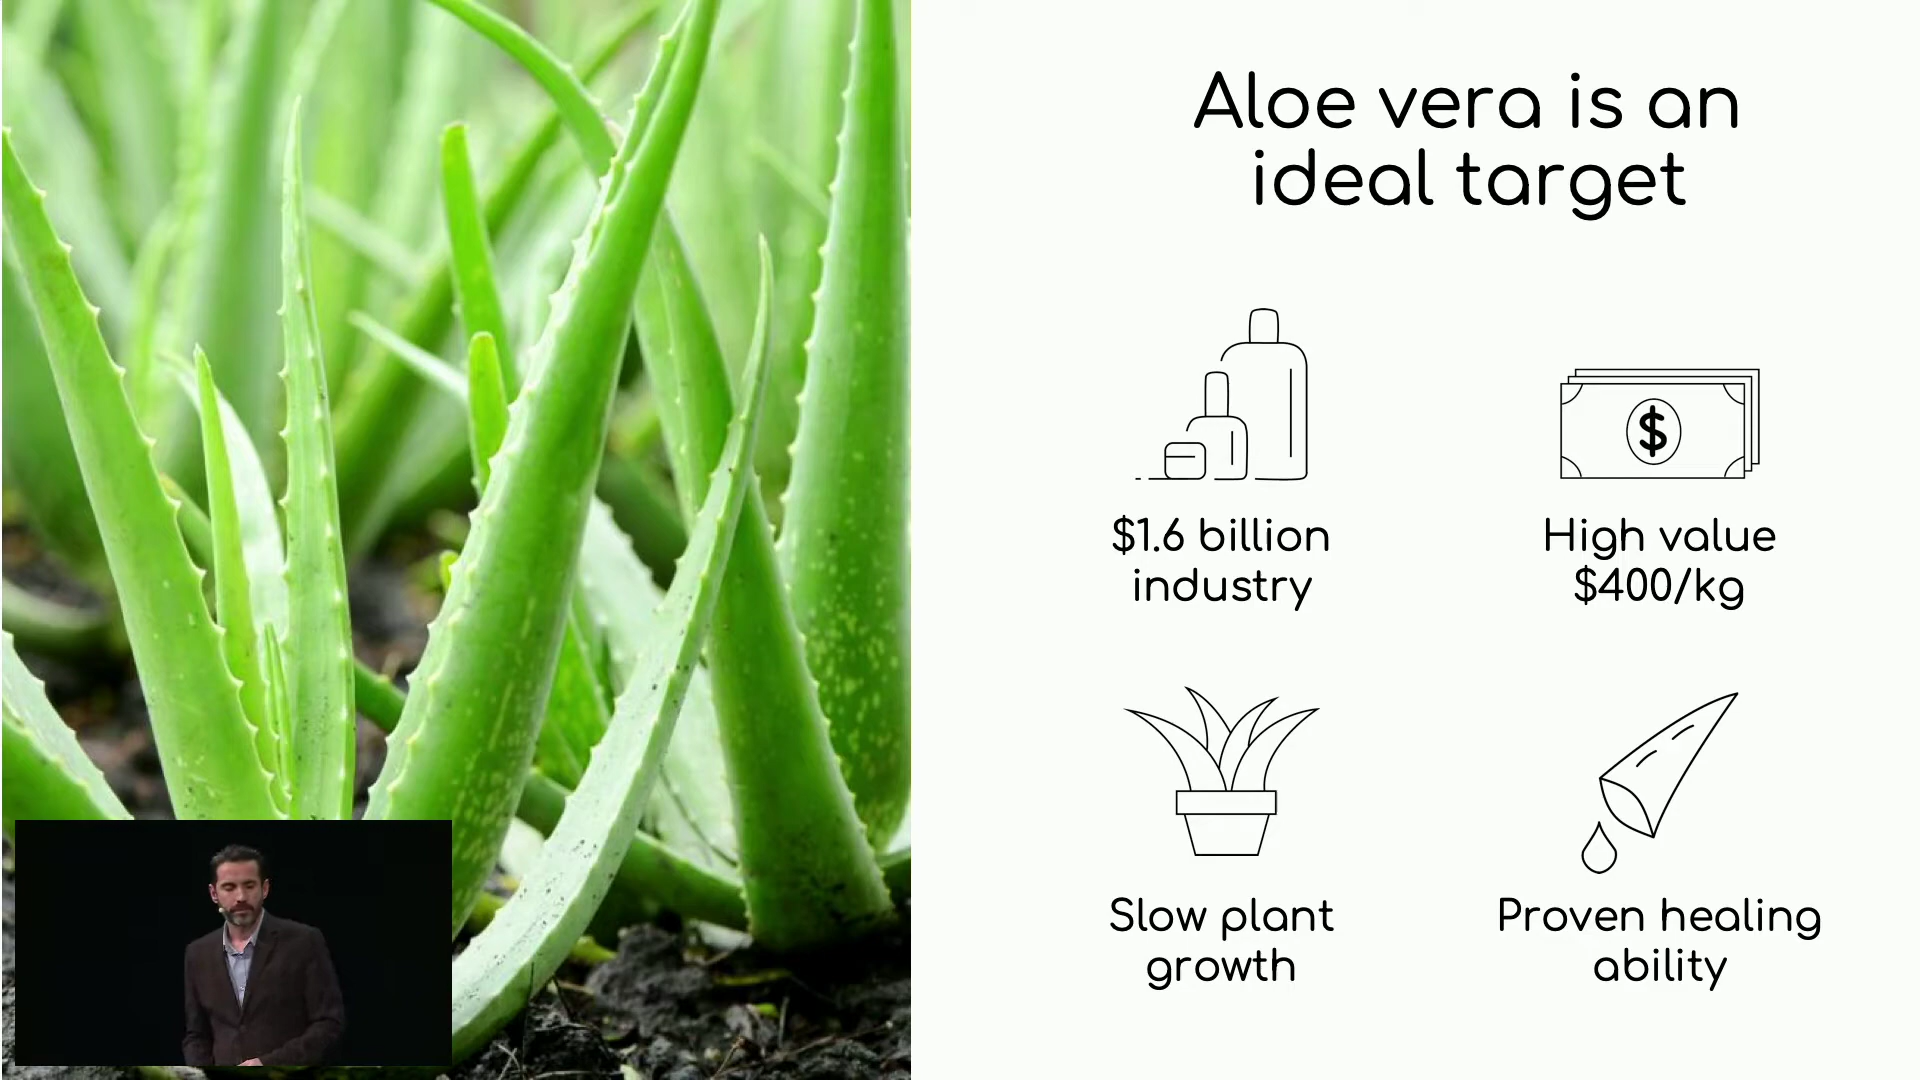 Aloe vera is an
ideal target
$1.6 billion
industry
High value
$400/kg
Slow plant
growth
Proven healing
ability